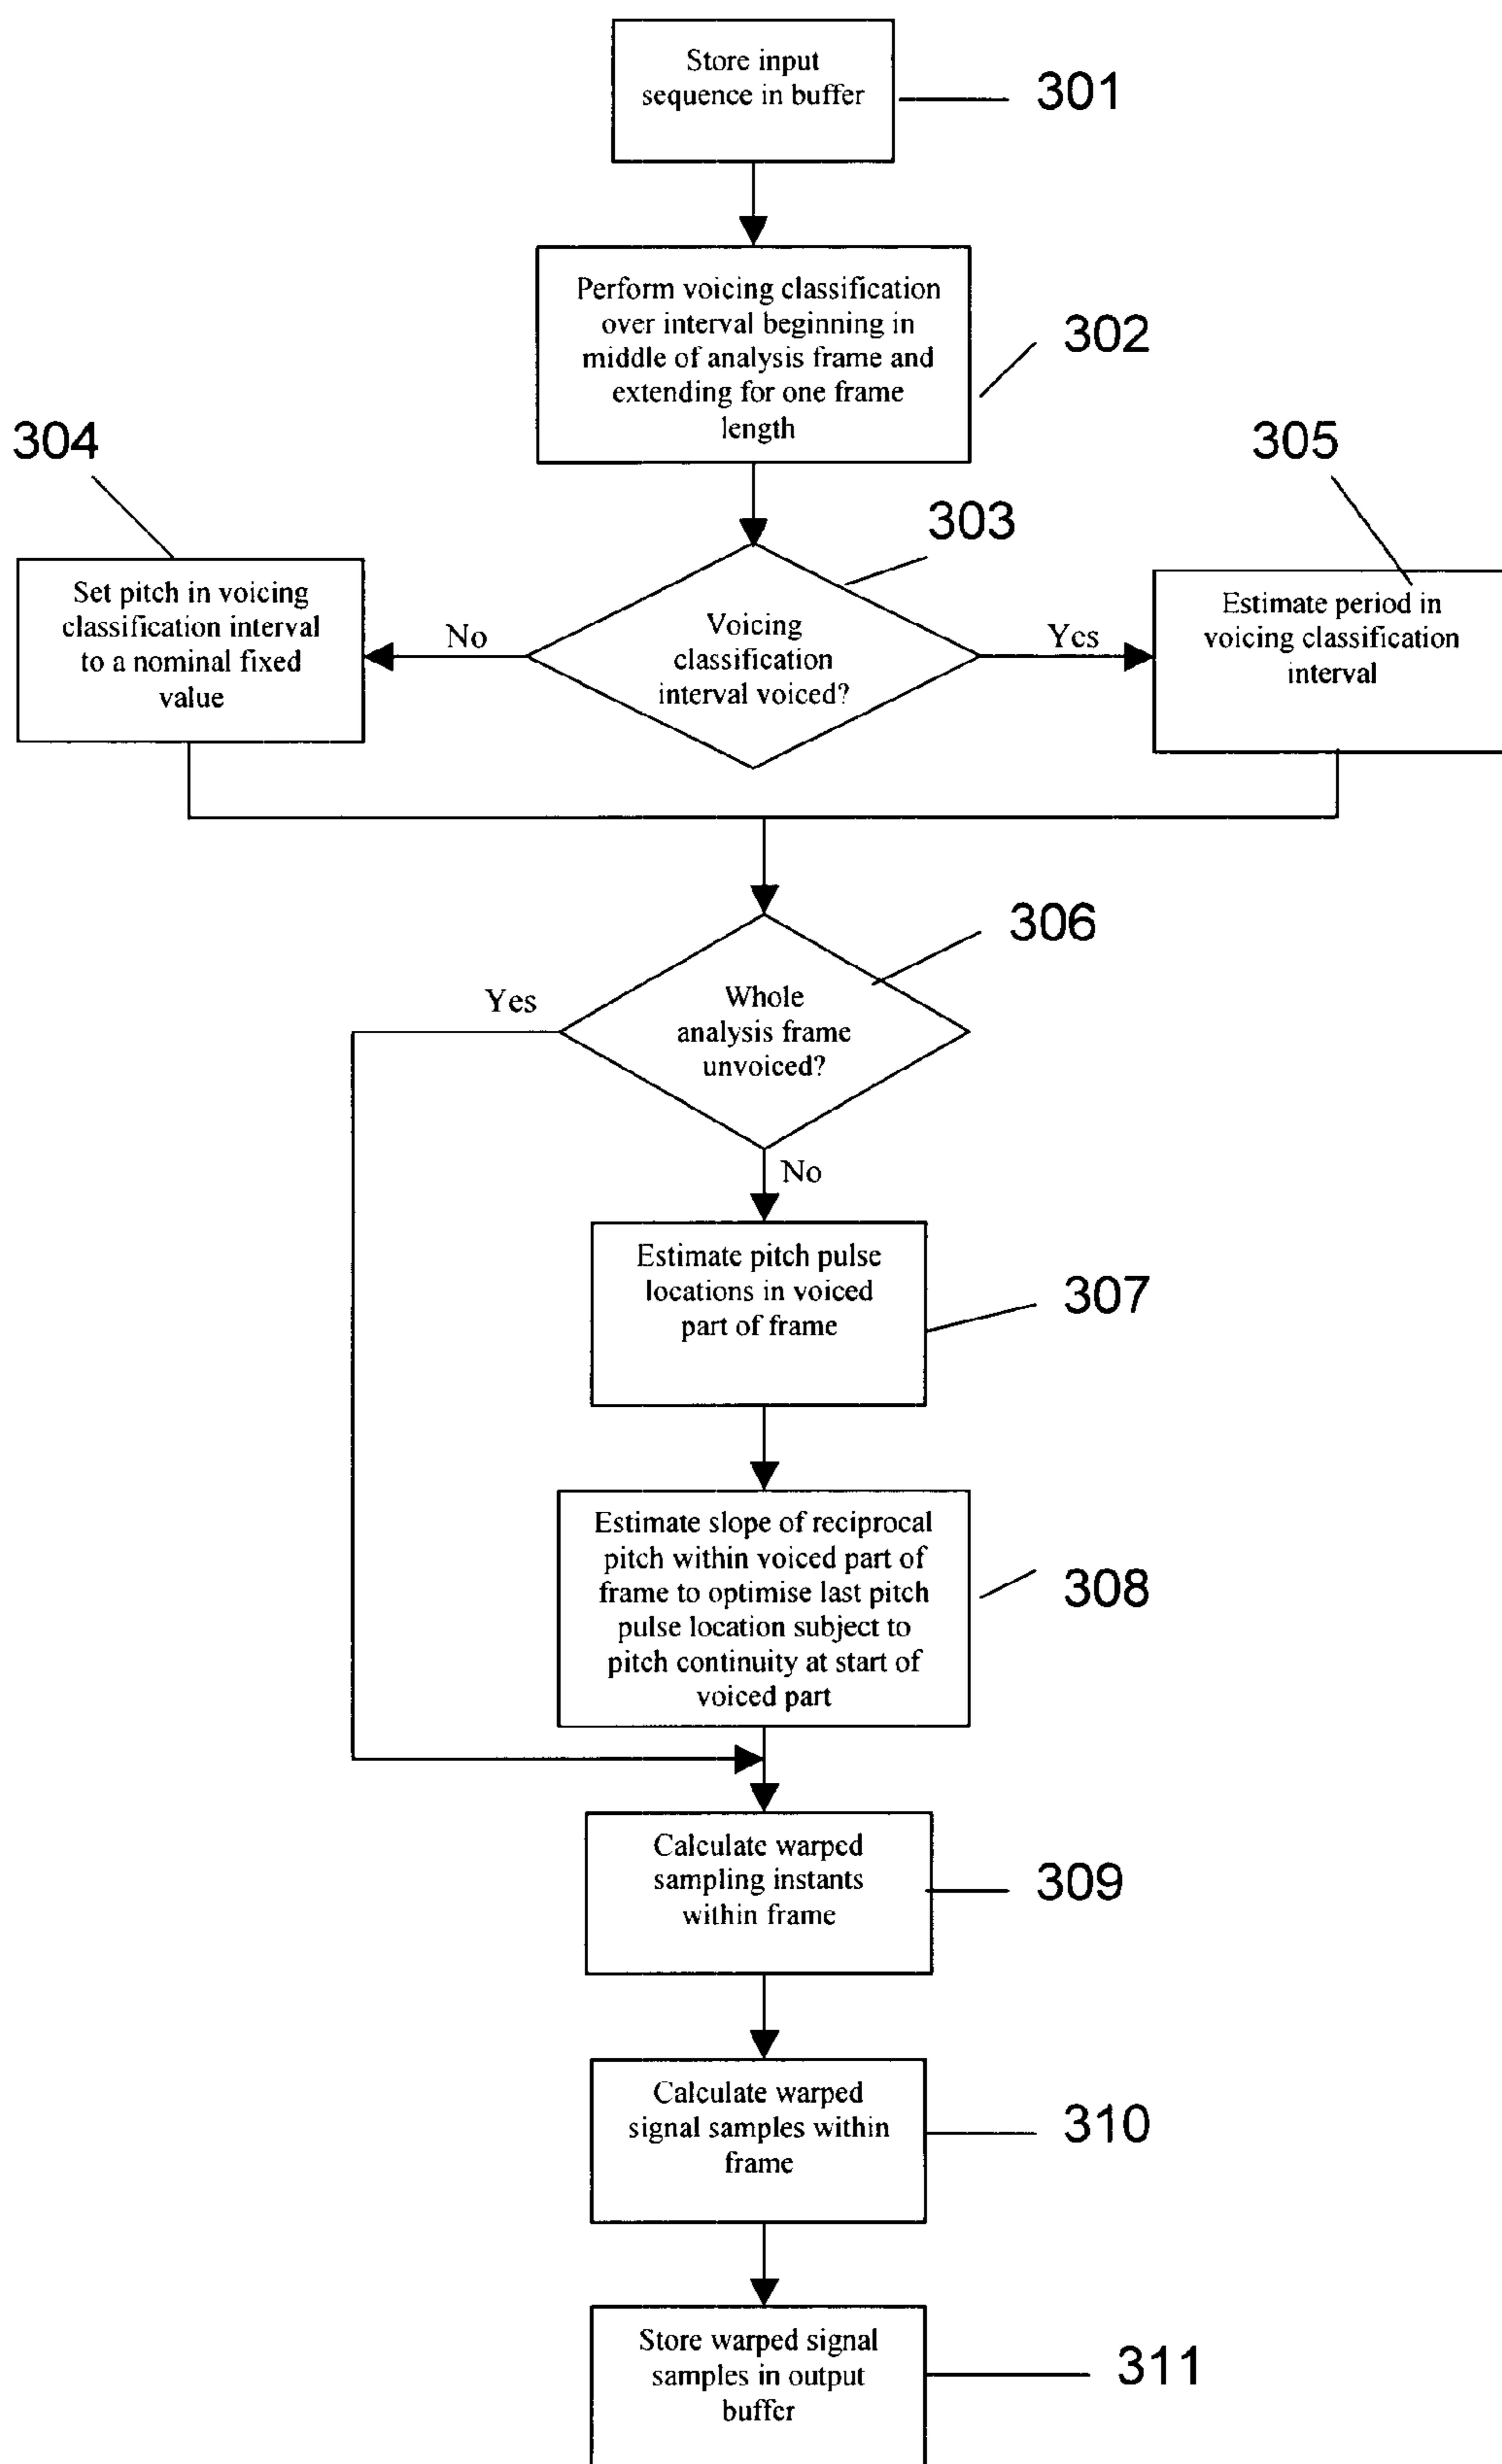 Store input
sequence in buffer
301
Perform voicing classification
over interval beginning in
middle of analysis frame and
extending for one frame
length
302
304
305
303
Set pitch in voicing
classification interval
to a nominal fixed
value
No
Voicing
classification
interval voiced?
Yes
Estimate period in
voicing classification
interval
306
Yes
Whole
analysis frame
unvoiced?
No
Estimate pitch pulse
locations in voiced
part of frame
307
Estimate slope of reciprocal
pitch within voiced part of
frame to optimise last pitch
pulse location subject to
pitch continuity at start of
voiced part
308
Calculate warped
sampling instants
within frame
309
Calculate warped
signal samples within
frame
310
Store warped signal
samples in output
buffer
311